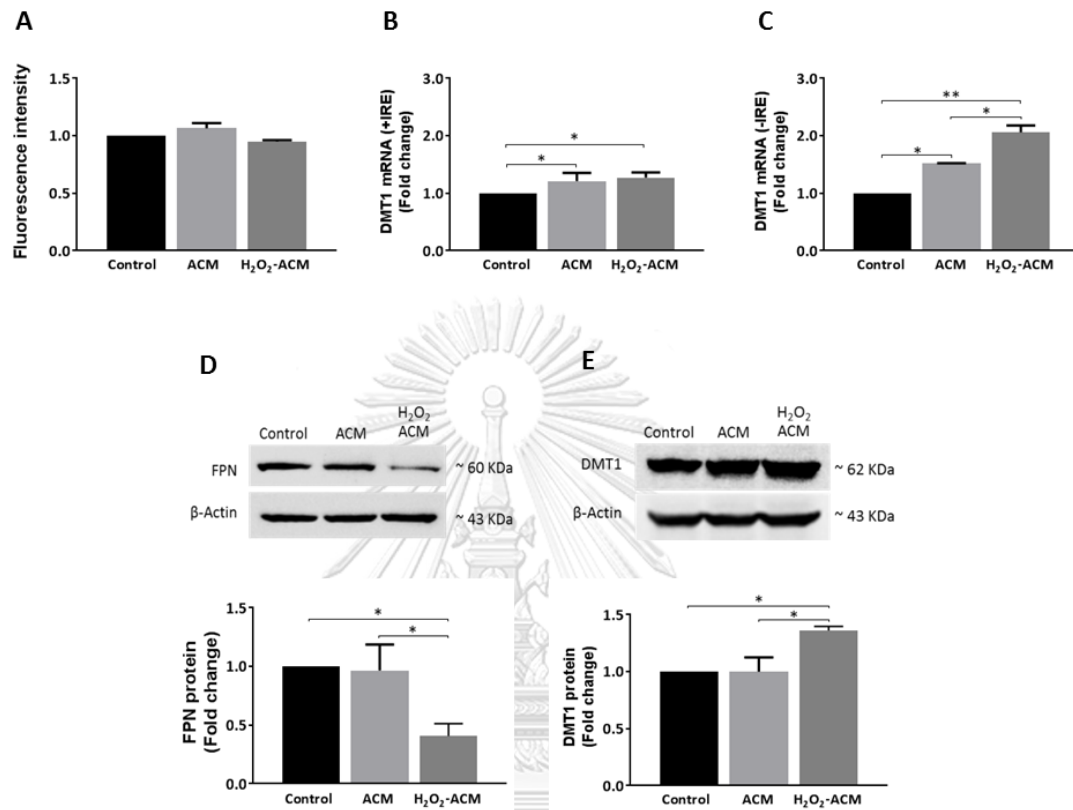 A
Fluorescence intensity
1.5
1.0
0.5
0.0
Control ACM H₂O₂-ACM
B
DMT1 mRNA (+IRE)
(Fold change)
3.0
2.0
1.0
0.0
*
*
Control ACM H₂O₂-ACM
C
DMT1 mRNA (-IRE)
(Fold change)
3.0
2.0
1.0
0.0
**
*
*
Control ACM H₂O₂-ACM
D
Control ACM H₂O₂
ACM
FPN ~ 60 KDa
β-Actin ~ 43 KDa
FPN protein
(Fold change)
1.5
1.0
0.5
0.0
*
*
Control ACM H₂O₂-ACM
E
Control ACM H₂O₂
ACM
DMT1 ~ 62 KDa
β-Actin ~ 43 KDa
DMT1 protein
(Fold change)
1.5
1.0
0.5
0.0
*
*
Control ACM H₂O₂-ACM